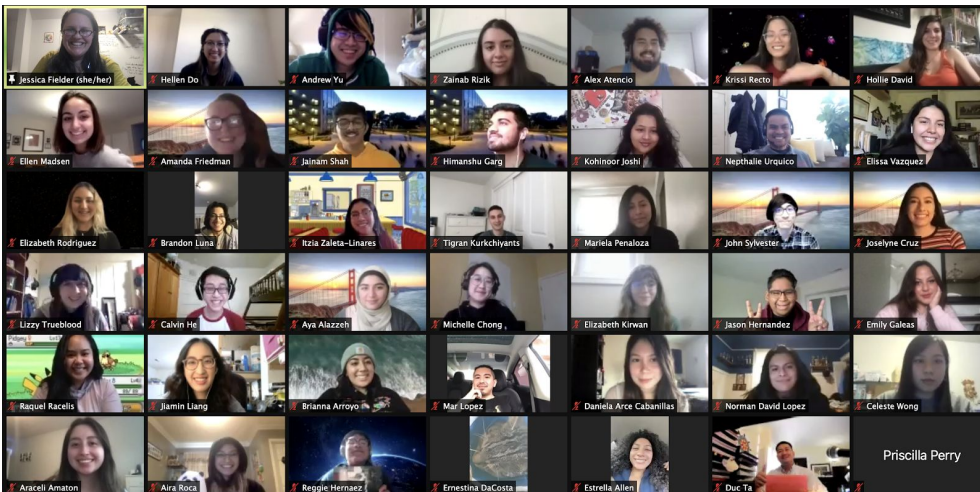 Jessica Fielder (she/her)
Hellen Do
Andrew Yu
Zainab Rizik
Alex Atencio
Krissi Recto
Hollie David
Ellen Madsen
Amanda Friedman
Jainam Shah
Himanshu Garg
Kohinoor Joshi
Nepthalie Urquico
Elissa Vazquez
Elizabeth Rodriguez
Brandon Luna
Itzia Zaleta-Linares
Tigran Kurkchiyants
Mariela Penaloza
John Sylvester
Joselyne Cruz
Lizzy Trueblood
Calvin He
Aya Alazzeh
Michelle Chong
Elizabeth Kirwan
Jason Hernandez
Emily Galeas
Raquel Racelis
Jiamin Liang
Brianna Arroyo
Mar Lopez
Daniela Arce Cabanillas
Norman David Lopez
Celeste Wong
Araceli Amaton
Aira Roca
Reggie Hernaez
Ernestina DaCosta
Estrella Allen
Duc Ta
Priscilla Perry